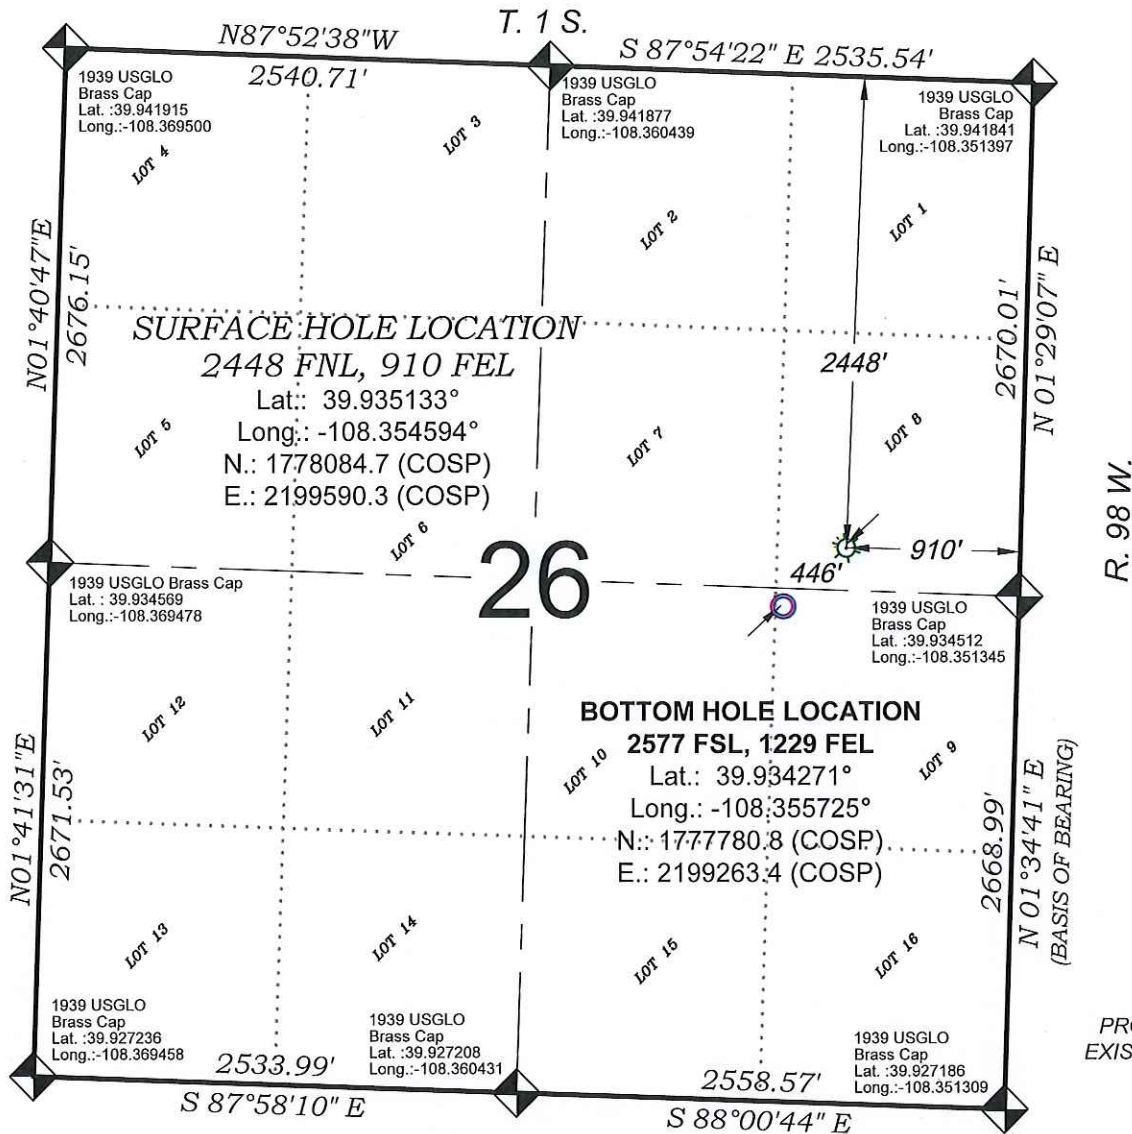 T. 1 S.
N87°52'38"W
2540.71'
S 87°54'22" E 2535.54'
1939 USGLO
Brass Cap
Lat. :39.941915
Long.:-108.369500
1939 USGLO
Brass Cap
Lat. :39.941877
Long.:-108.360439
1939 USGLO
Brass Cap
Lat. :39.941841
Long.:-108.351397
LOT 4
LOT 3
LOT 2
LOT 1
N01°40'47"E
2676.15'
2670.01'
N 01°29'07" E
SURFACE HOLE LOCATION
2448 FNL, 910 FEL
Lat.: 39.935133°
Long.: -108.354594°
N.: 1778084.7 (COSP)
E.: 2199590.3 (COSP)
2448'
LOT 5
LOT 6
LOT 7
LOT 8
R. 98 W.
910'
446'
26
1939 USGLO Brass Cap
Lat. : 39.934569
Long.:-108.369478
1939 USGLO
Brass Cap
Lat. :39.934512
Long.:-108.351345
LOT 12
LOT 11
LOT 10
LOT 9
BOTTOM HOLE LOCATION
2577 FSL, 1229 FEL
Lat.: 39.934271°
Long.: -108.355725°
N.: 1777780.8 (COSP)
E.: 2199263.4 (COSP)
N01°41'31"E
2671.53'
2668.99'
N 01°34'41" E
(BASIS OF BEARING)
LOT 13
LOT 14
LOT 15
LOT 16
1939 USGLO
Brass Cap
Lat. :39.927236
Long.:-108.369458
1939 USGLO
Brass Cap
Lat. :39.927208
Long.:-108.360431
1939 USGLO
Brass Cap
Lat. :39.927186
Long.:-108.351309
PRO
EXIS
2533.99'
S 87°58'10" E
2558.57'
S 88°00'44" E